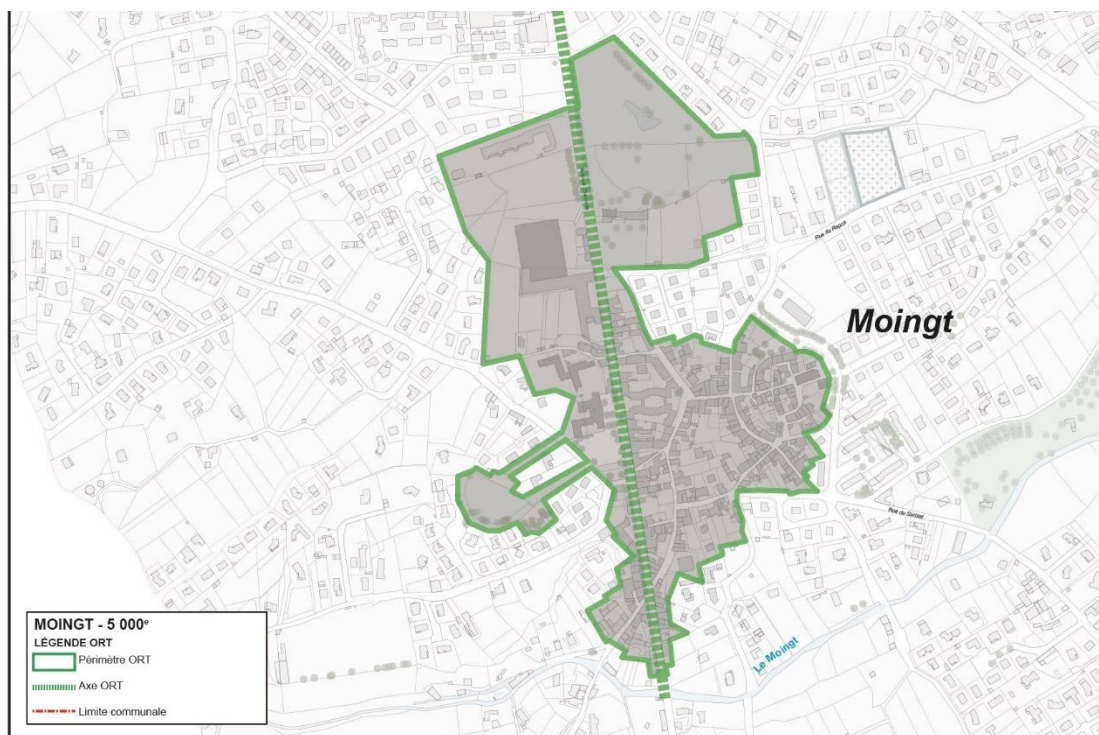 Rue du Repos
Moingt
Rue du Surizet
Le Moingt
MOINGT - 5 000e
LÉGENDE ORT
Périmètre ORT
Axe ORT
Limite communale